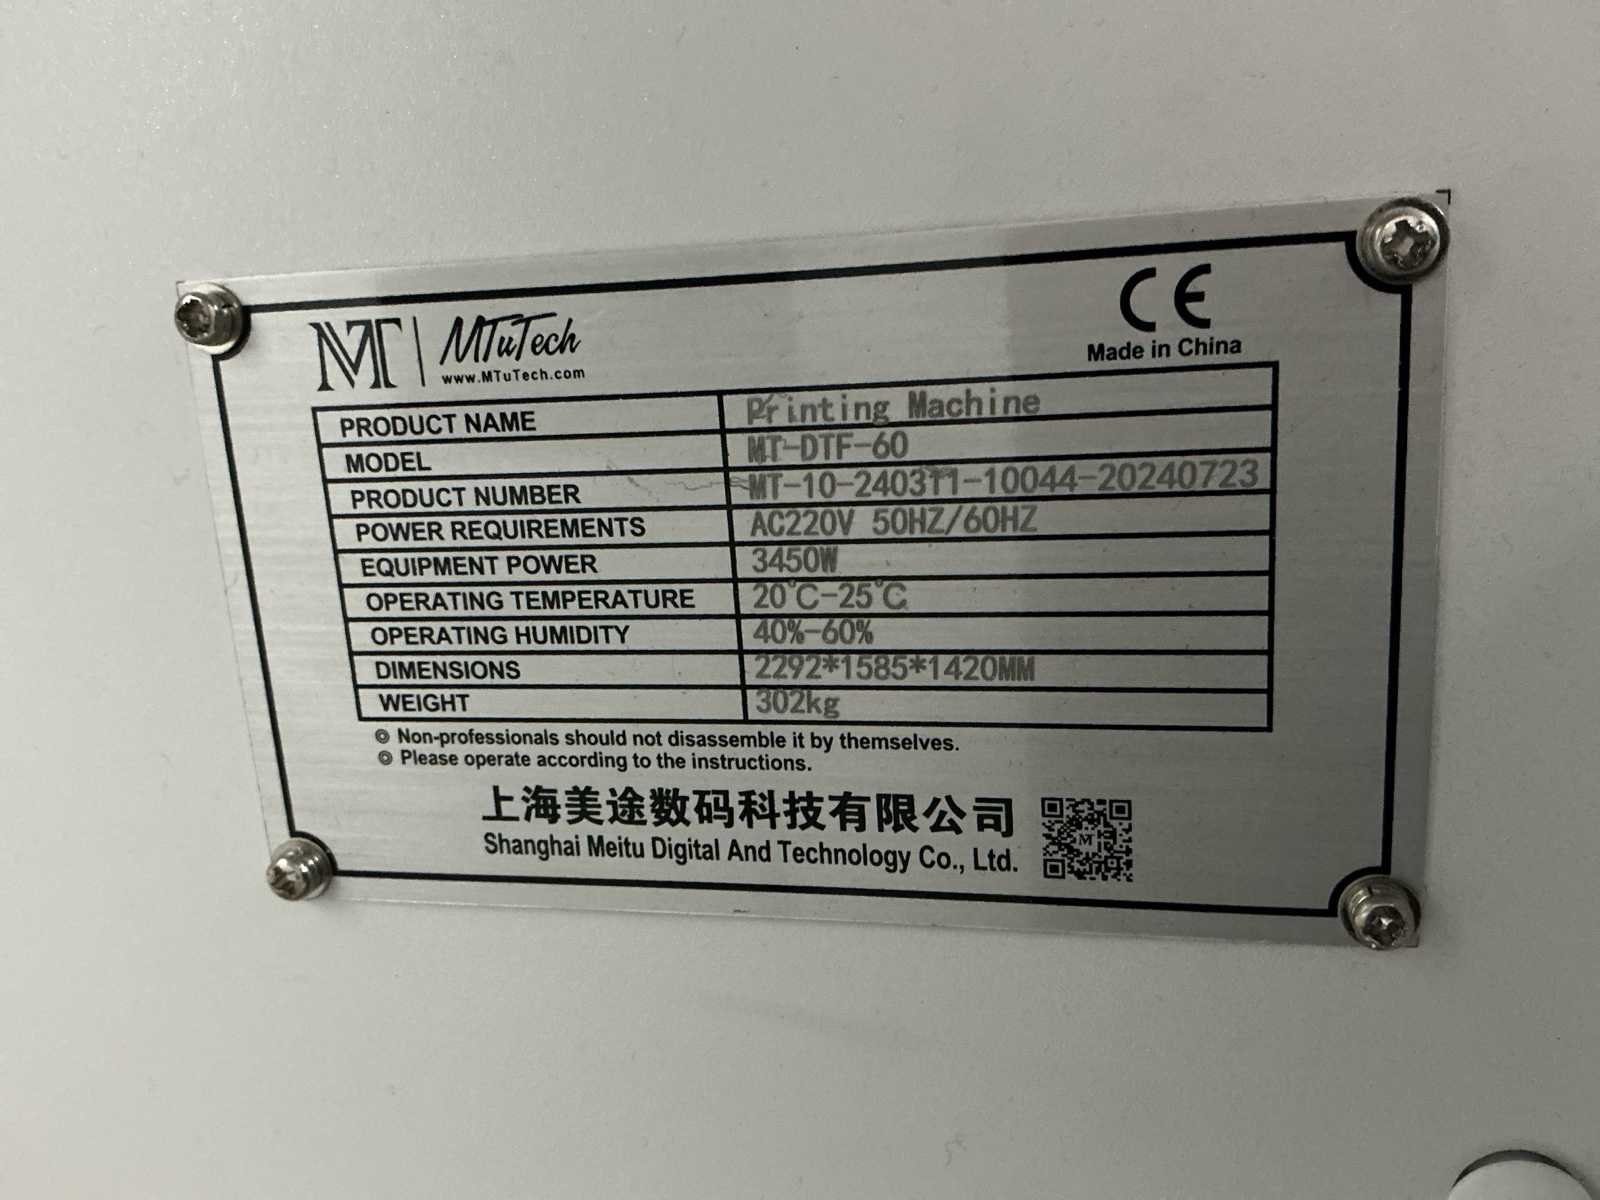 MT MTuTech
www.MTuTech.com
CE
Made in China
PRODUCT NAME Printing Machine
MODEL MT-DTF-60
PRODUCT NUMBER MT-10-240311-10044-20240723
POWER REQUIREMENTS AC220V 50HZ/60HZ
EQUIPMENT POWER 3450W
OPERATING TEMPERATURE 20℃-25℃
OPERATING HUMIDITY 40%-60%
DIMENSIONS 2292*1585*1420MM
WEIGHT 302kg
◎ Non-professionals should not disassemble it by themselves.
◎ Please operate according to the instructions.
上海美途数码科技有限公司
Shanghai Meitu Digital And Technology Co., Ltd.
M